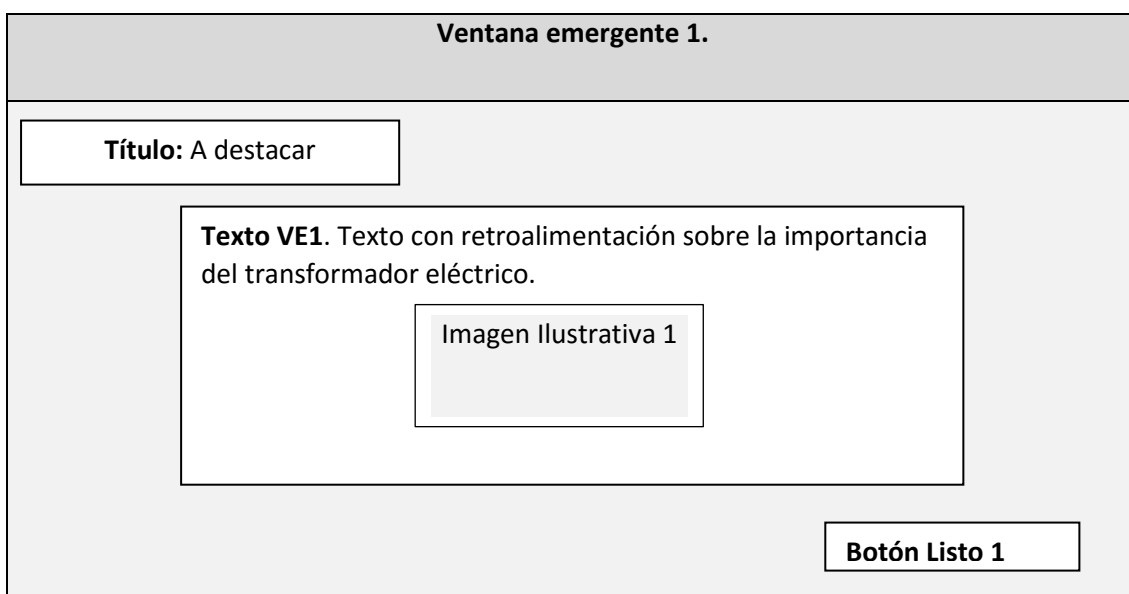 Ventana emergente 1.
Título: A destacar
Texto VE1. Texto con retroalimentación sobre la importancia
del transformador eléctrico.
Imagen Ilustrativa 1
Botón Listo 1